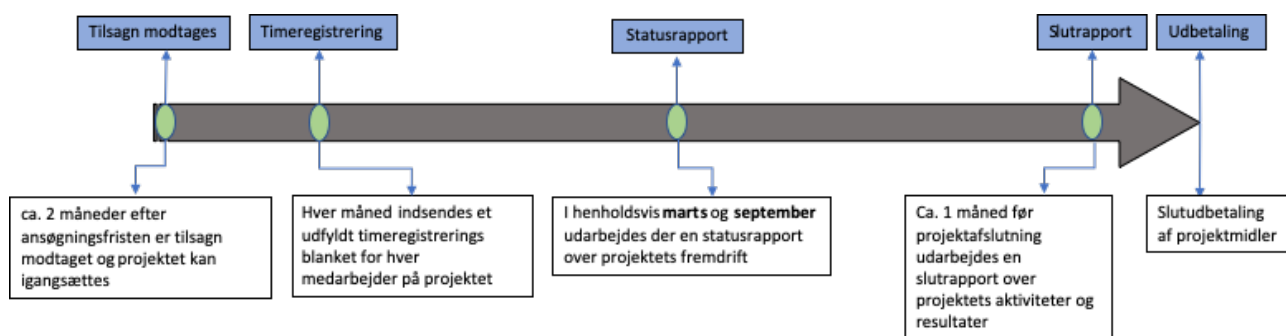 Tilsagn modtages
Timeregistrering
Statusrapport
Slutrapport
Udbetaling
ca. 2 måneder efter
ansøgningsfristen er tilsagn
modtaget og projektet kan
igangsættes
Hver måned indsendes et
udfyldt timeregistrerings
blanket for hver
medarbejder på projektet
I henholdsvis marts og september
udarbejdes der en statusrapport
over projektets fremdrift
Ca. 1 måned før
projektafslutning
udarbejdes en
slutrapport over
projektets aktiviteter og
resultater
Slutudbetaling
af projektmidler